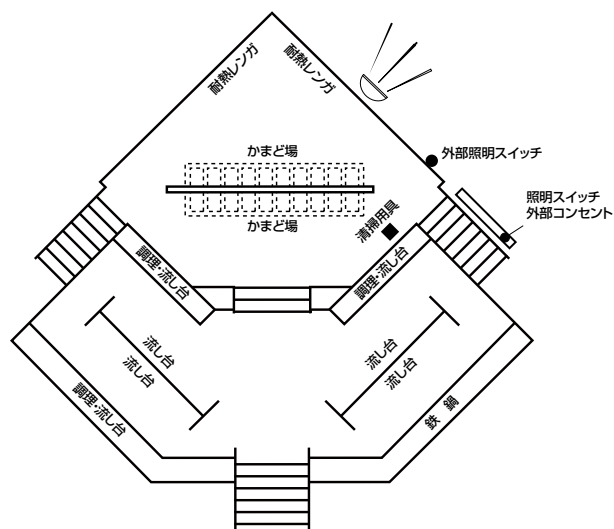 耐熱レンガ
耐熱レンガ
外部照明スイッチ
かまど場
かまど場
照明スイッチ
外部コンセント
清掃用具
調理・流し台
調理・流し台
流し台
流し台
流し台
流し台
調理・流し台
鉄鍋